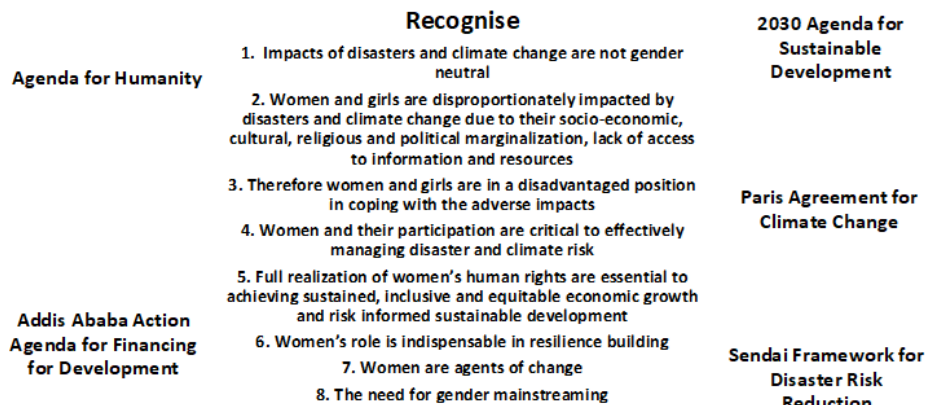 Recognise
1. Impacts of disasters and climate change are not gender
neutral
2. Women and girls are disproportionately impacted by
disasters and climate change due to their socio-economic,
cultural, religious and political marginalization, lack of access
to information and resources
3. Therefore women and girls are in a disadvantaged position
in coping with the adverse impacts
4. Women and their participation are critical to effectively
managing disaster and climate risk
5. Full realization of women’s human rights are essential to
achieving sustained, inclusive and equitable economic growth
and risk informed sustainable development
6. Women’s role is indispensable in resilience building
7. Women are agents of change
8. The need for gender mainstreaming
Agenda for Humanity
Addis Ababa Action
Agenda for Financing
for Development
2030 Agenda for
Sustainable
Development
Paris Agreement for
Climate Change
Sendai Framework for
Disaster Risk
Reduction